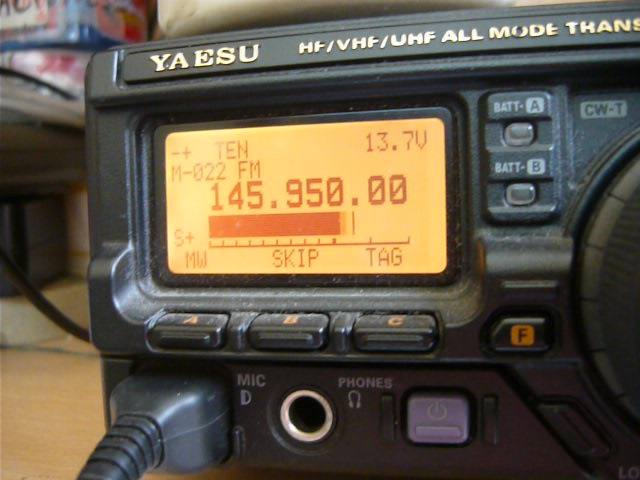 YAESU HF/VHF/UHF ALL MODE TRANS
-+ TEN 13.7V
M-022 FM
145.950.00
S+
MW SKIP TAG
BATT-A
BATT-B
CW-T
A B C
F
MIC
D
PHONES
LO